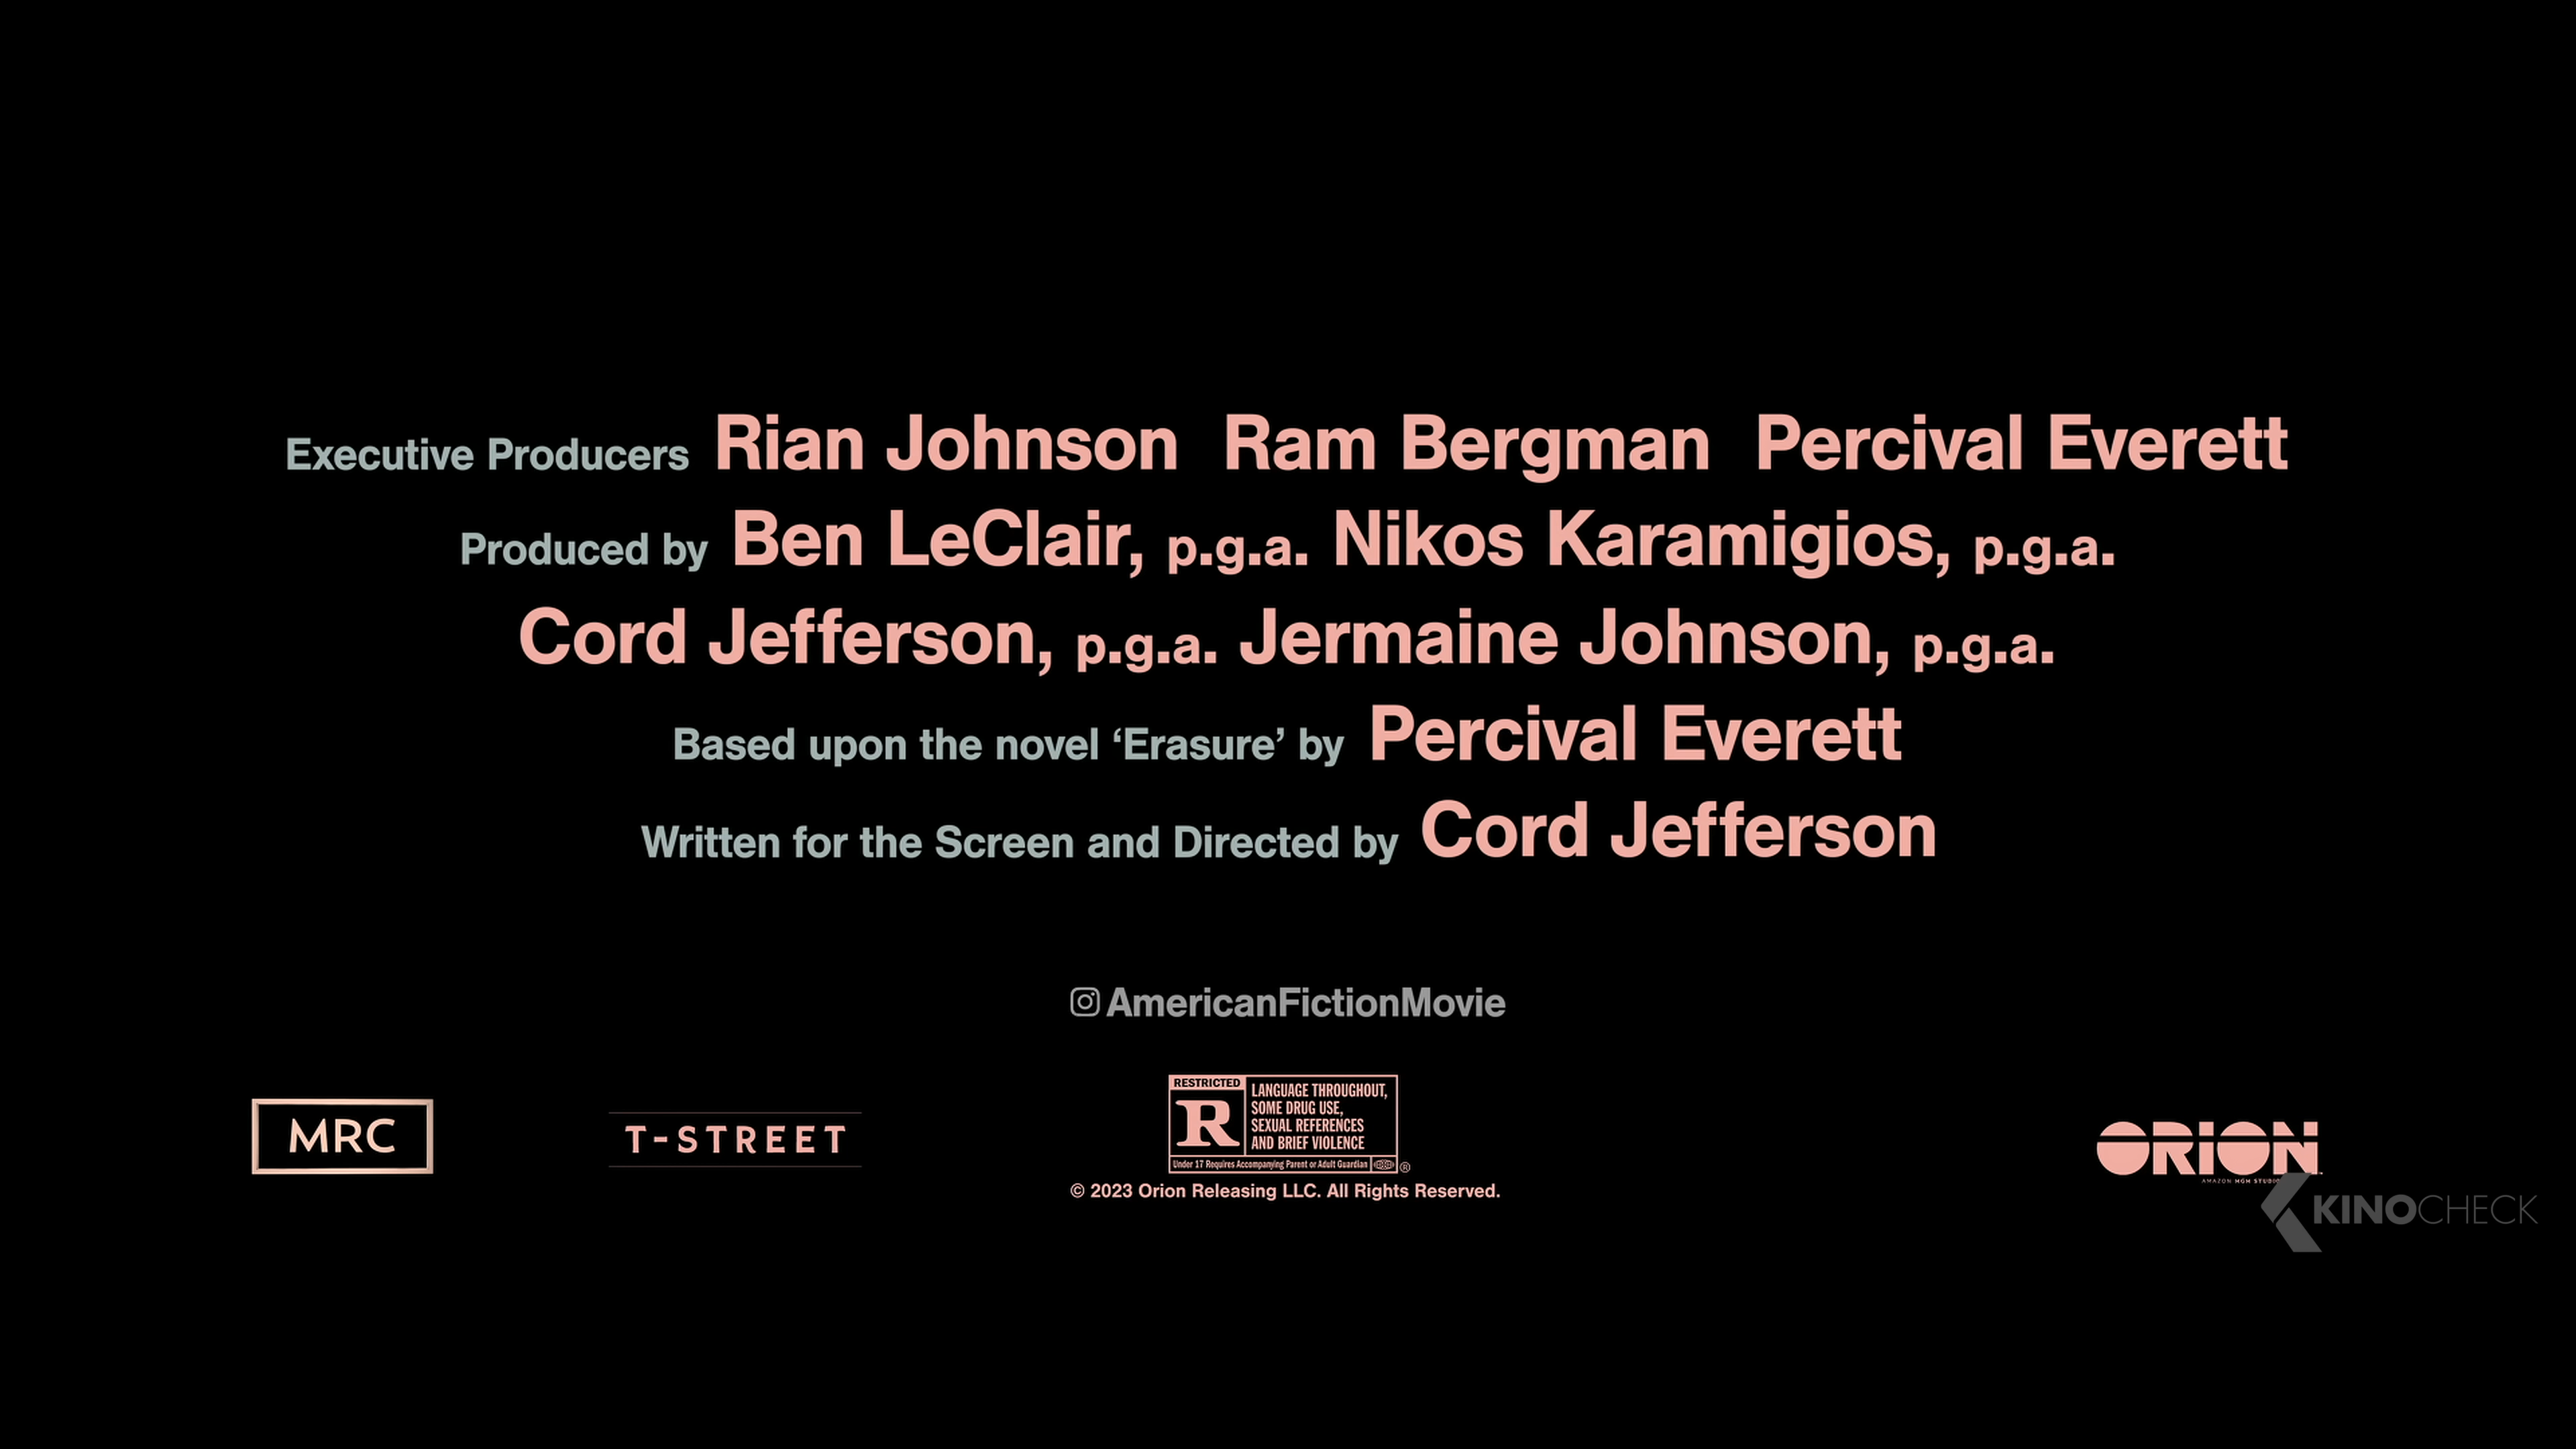 Executive Producers Rian Johnson Ram Bergman Percival Everett
Produced by Ben LeClair, p.g.a. Nikos Karamigios, p.g.a.
Cord Jefferson, p.g.a. Jermaine Johnson, p.g.a.
Based upon the novel ‘Erasure’ by Percival Everett
Written for the Screen and Directed by Cord Jefferson
AmericanFictionMovie
MRC
T-STREET
RESTRICTED
R
LANGUAGE THROUGHOUT,
SOME DRUG USE,
SEXUAL REFERENCES
AND BRIEF VIOLENCE
Under 17 Requires Accompanying Parent or Adult Guardian
®
© 2023 Orion Releasing LLC. All Rights Reserved.
ORION
AMAZON MGM
KINOCHECK